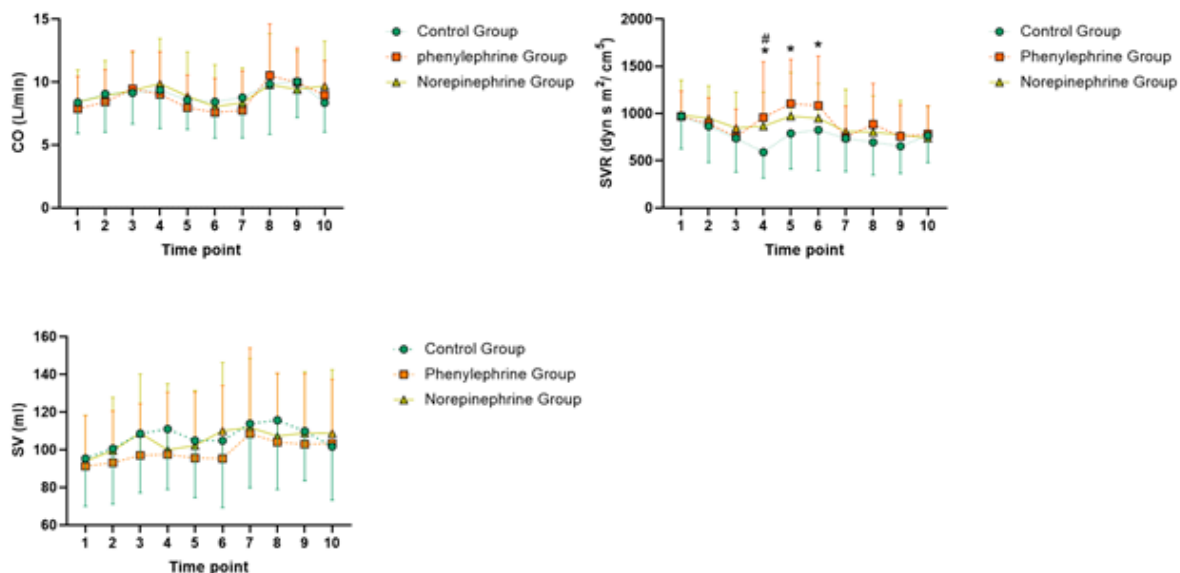 15
10
5
0
CO (L/min)
1 2 3 4 5 6 7 8 9 10
Time point
Control Group
phenylephrine Group
Norepinephrine Group
2000
1500
1000
500
0
SVR (dyn s m²/ cm⁵)
#
* * *
1 2 3 4 5 6 7 8 9 10
Time point
Control Group
Phenylephrine Group
Norepinephrine Group
160
140
120
100
80
60
SV (ml)
1 2 3 4 5 6 7 8 9 10
Time point
Control Group
Phenylephrine Group
Norepinephrine Group